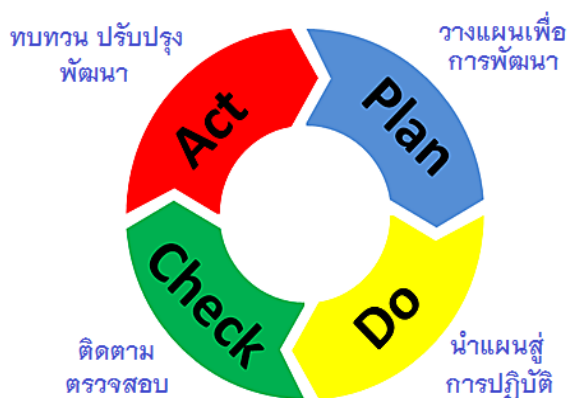 ทบทวน ปรับปรุง
พัฒนา
วางแผนเพื่อ
การพัฒนา
Act
Plan
Check
Do
ติดตาม
ตรวจสอบ
นำแผนสู่
การปฏิบัติ